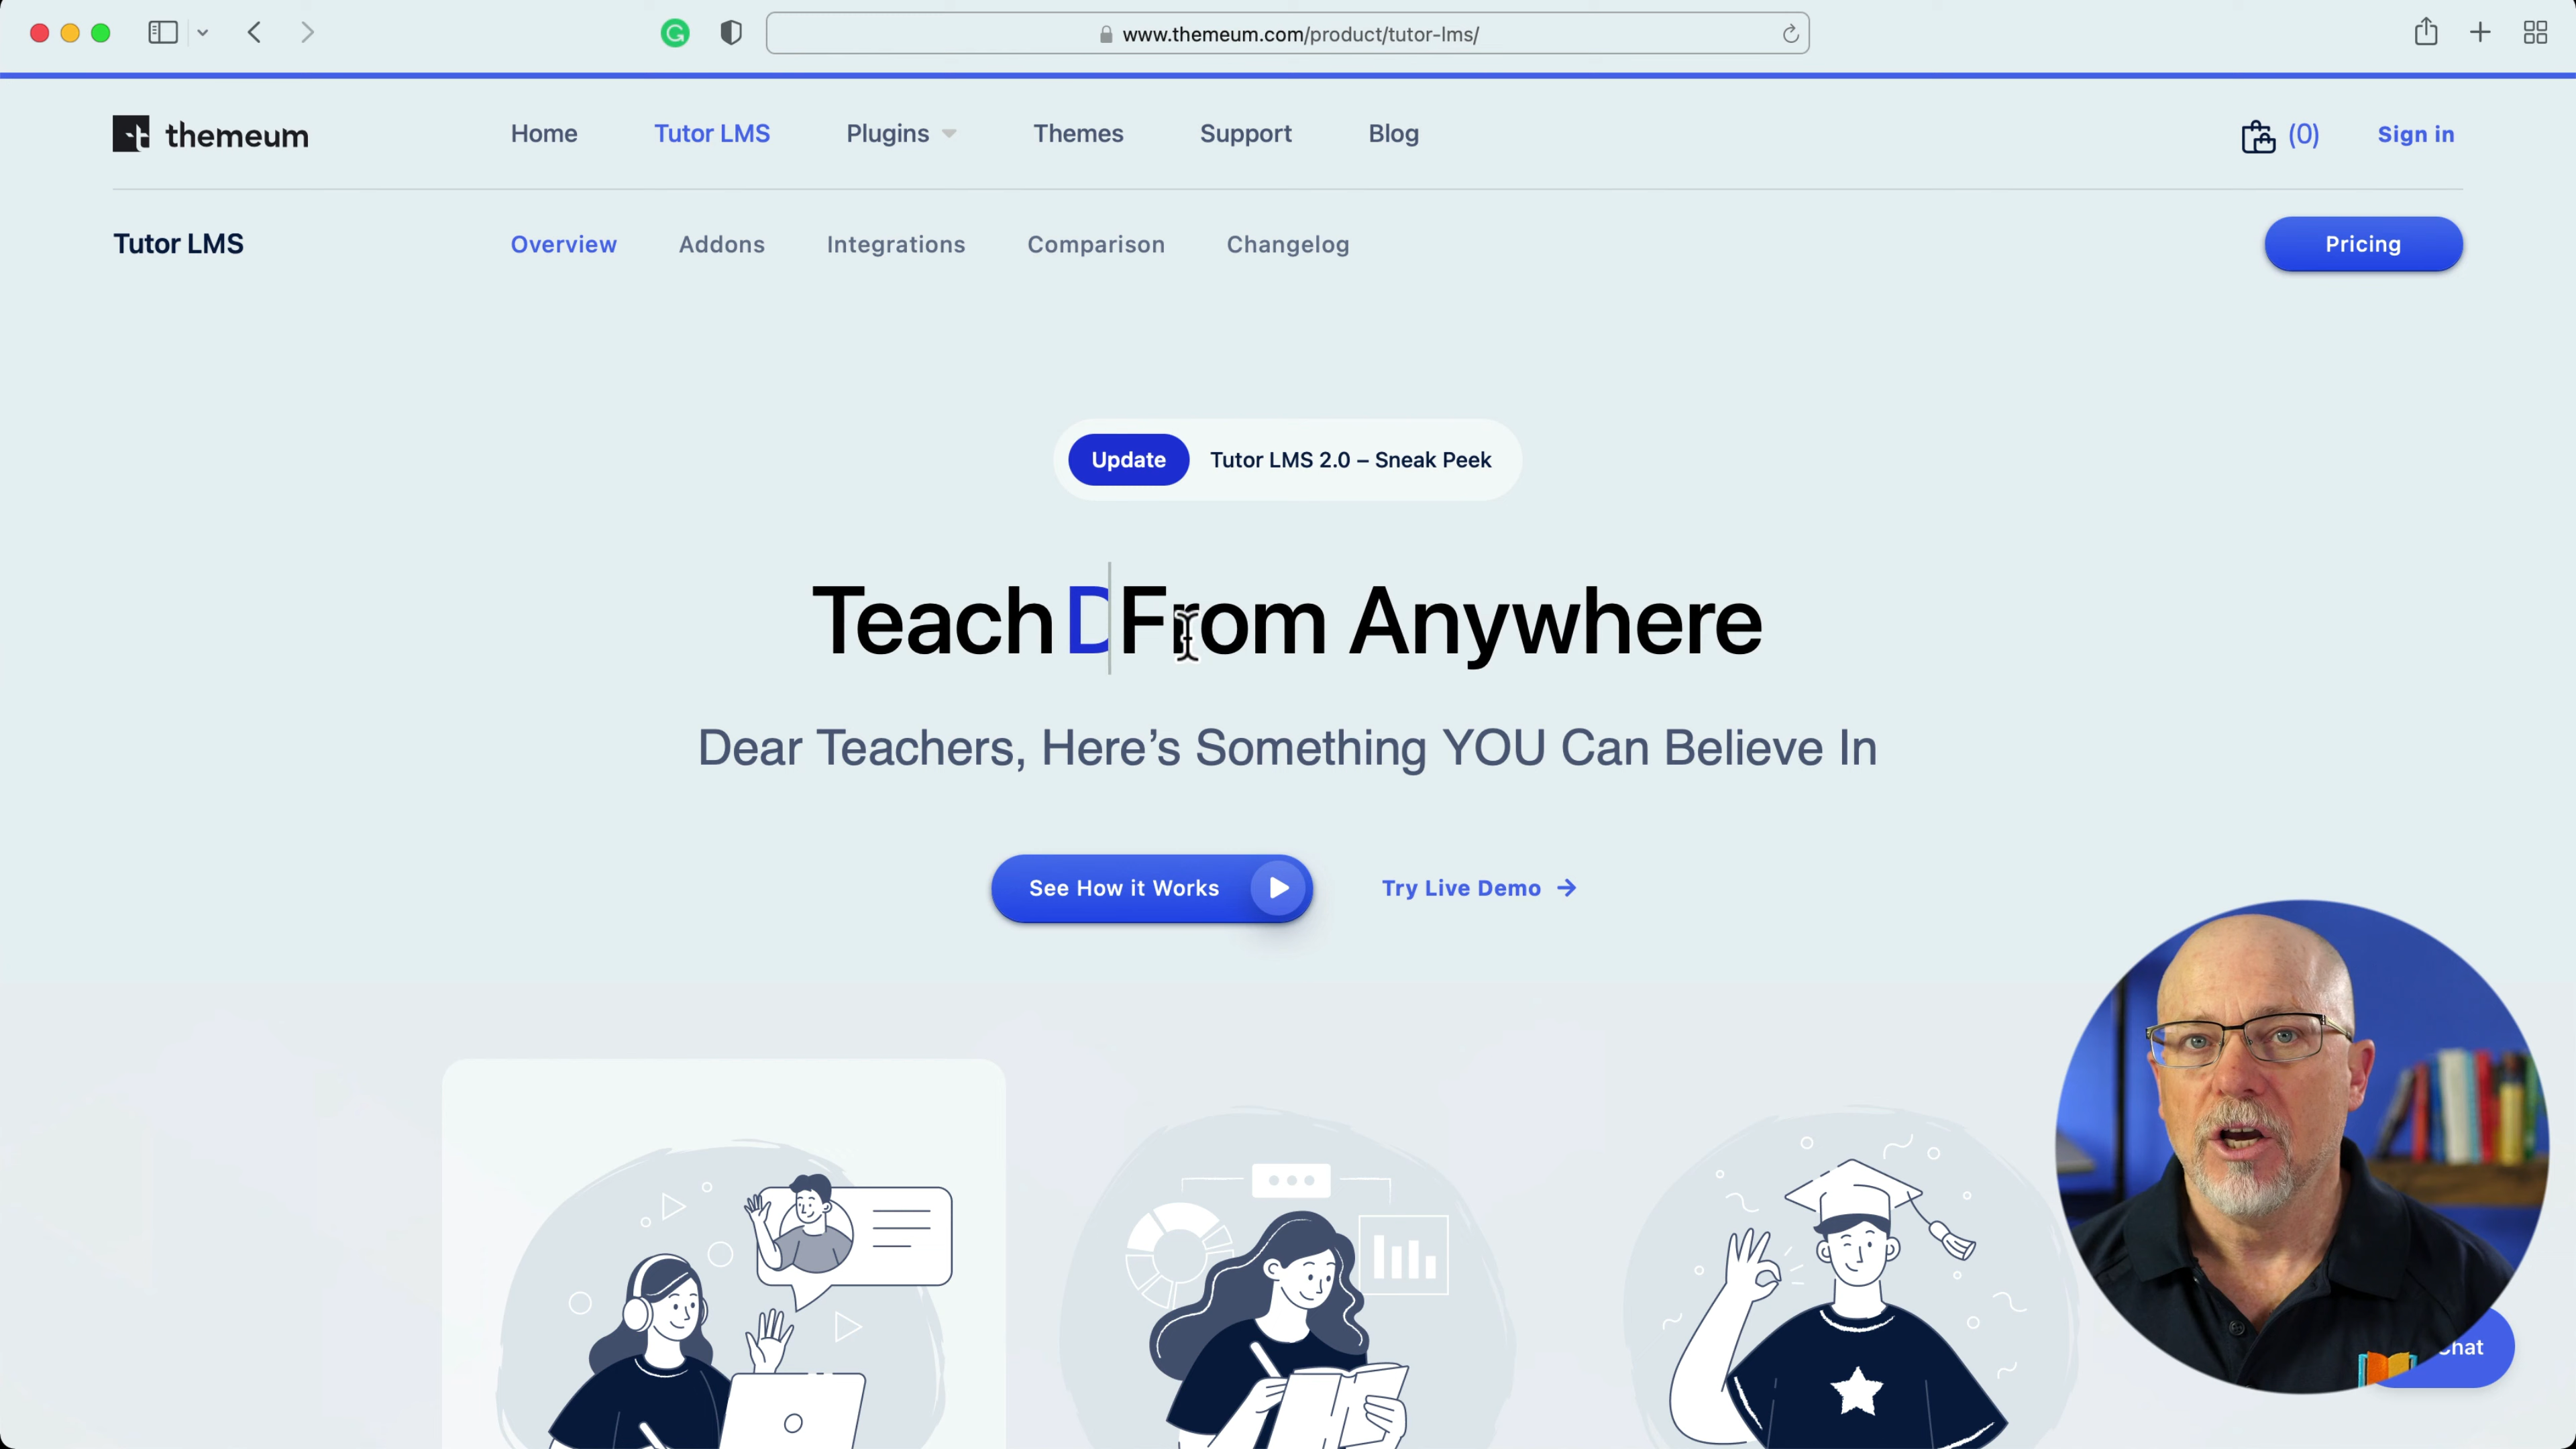 www.themeum.com/product/tutor-lms/
themeum
Home
Tutor LMS
Plugins
Themes
Support
Blog
(0)
Sign in
Tutor LMS
Overview
Addons
Integrations
Comparison
Changelog
Pricing
Update
Tutor LMS 2.0 – Sneak Peek
Teach D From Anywhere
Dear Teachers, Here’s Something YOU Can Believe In
See How it Works
Try Live Demo